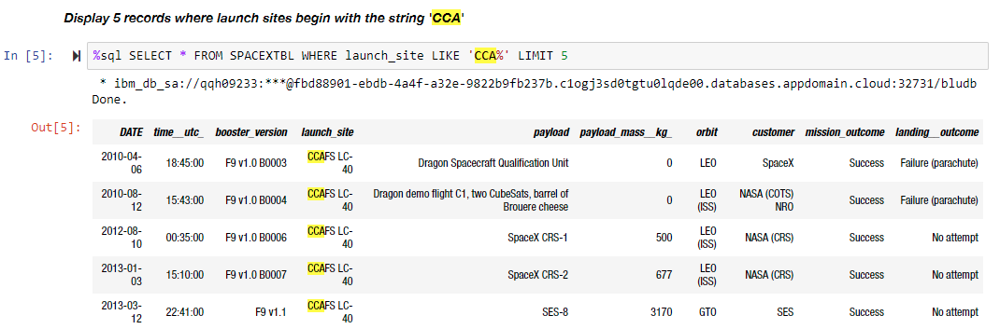 Display 5 records where launch sites begin with the string 'CCA'
In [5]: %sql SELECT * FROM SPACEXTBL WHERE launch_site LIKE 'CCA%' LIMIT 5
* ibm_db_sa://qqh09233:***@fbd88901-ebdb-4a4f-a32e-9822b9fb237b.c1ogj3sd0tgtu0lqde00.databases.appdomain.cloud:32731/bludb
Done.
Out[5]:
DATE time__utc_ booster_version launch_site payload payload_mass__kg_ orbit customer mission_outcome landing__outcome
2010-04-06 18:45:00 F9 v1.0 B0003 CCAFS LC-40 Dragon Spacecraft Qualification Unit 0 LEO SpaceX Success Failure (parachute)
2010-08-12 15:43:00 F9 v1.0 B0004 CCAFS LC-40 Dragon demo flight C1, two CubeSats, barrel of Brouere cheese 0 LEO (ISS) NASA (COTS) NRO Success Failure (parachute)
2012-08-10 00:35:00 F9 v1.0 B0006 CCAFS LC-40 SpaceX CRS-1 500 LEO (ISS) NASA (CRS) Success No attempt
2013-01-03 15:10:00 F9 v1.0 B0007 CCAFS LC-40 SpaceX CRS-2 677 LEO (ISS) NASA (CRS) Success No attempt
2013-03-12 22:41:00 F9 v1.1 CCAFS LC-40 SES-8 3170 GTO SES Success No attempt